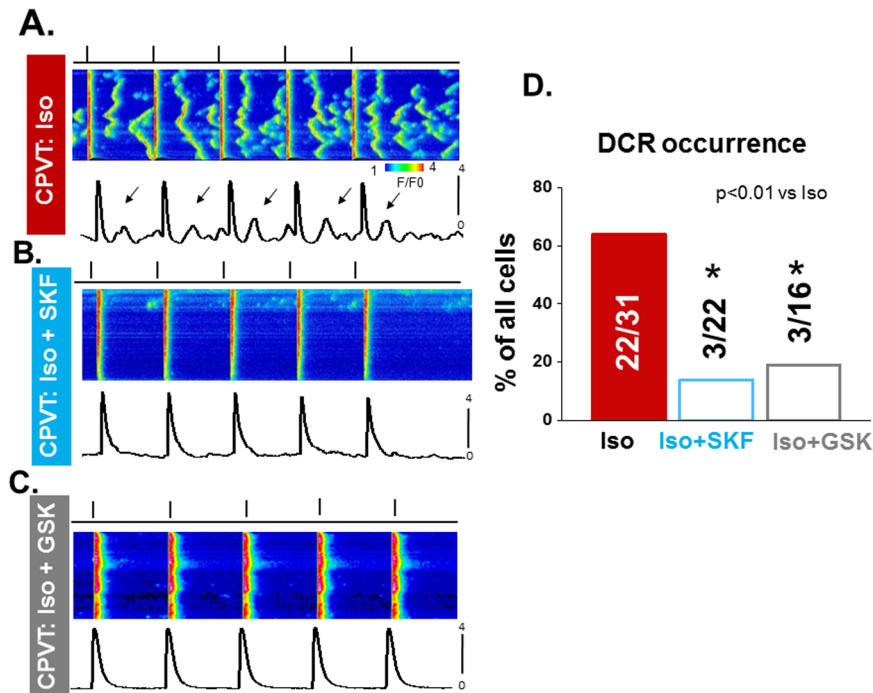 A.
CPVT: Iso
1
4
F/F0
4
0
B.
CPVT: Iso + SKF
4
0
C.
CPVT: Iso + GSK
4
0
D.
DCR occurrence
p<0.01 vs Iso
% of all cells
80
60
40
20
0
22/31
3/22 *
3/16 *
Iso
Iso+SKF
Iso+GSK